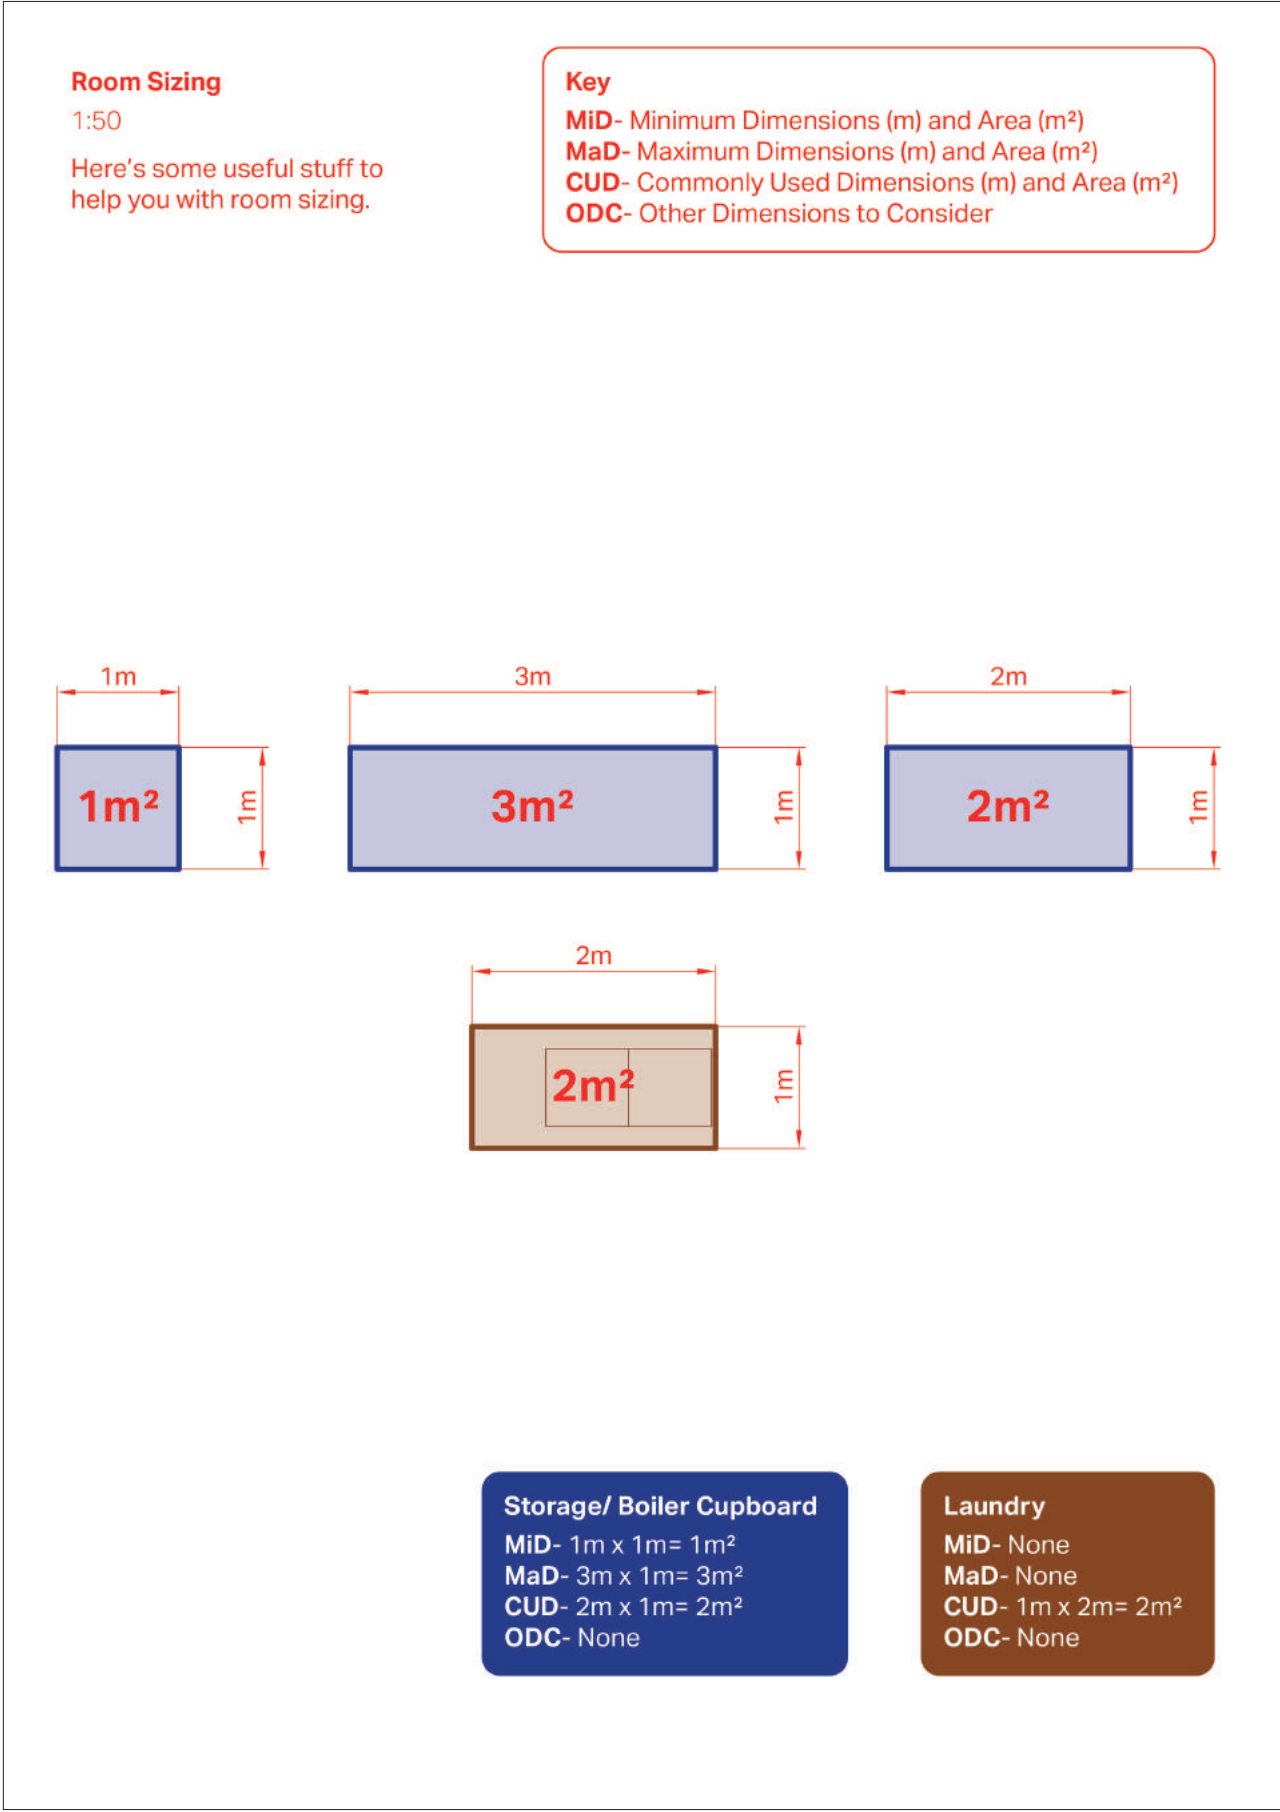 Room Sizing
1:50
Here's some useful stuff to
help you with room sizing.
Key
MiD- Minimum Dimensions (m) and Area (m²)
MaD- Maximum Dimensions (m) and Area (m²)
CUD- Commonly Used Dimensions (m) and Area (m²)
ODC- Other Dimensions to Consider
1m
1m²
1m
3m
3m²
1m
2m
2m²
1m
2m
2m²
1m
Storage/ Boiler Cupboard
MiD- 1m x 1m= 1m²
MaD- 3m x 1m= 3m²
CUD- 2m x 1m= 2m²
ODC- None
Laundry
MiD- None
MaD- None
CUD- 1m x 2m= 2m²
ODC- None